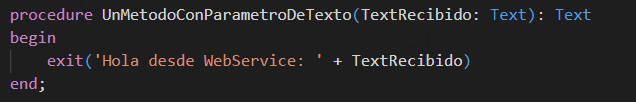 procedure UnMetodoConParametroDeTexto(TextRecibido: Text): Text
begin
    exit('Hola desde WebService: ' + TextRecibido)
end;